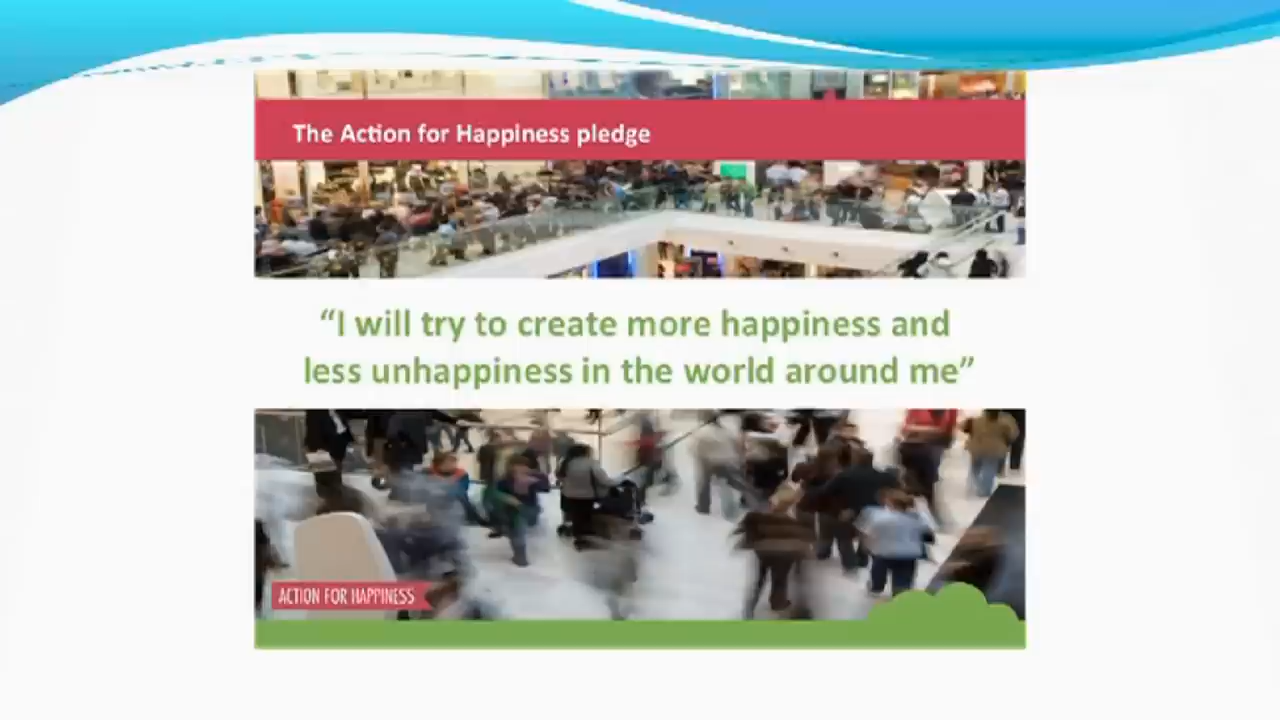 The Action for Happiness pledge
“I will try to create more happiness and
less unhappiness in the world around me”
ACTION FOR HAPPINESS